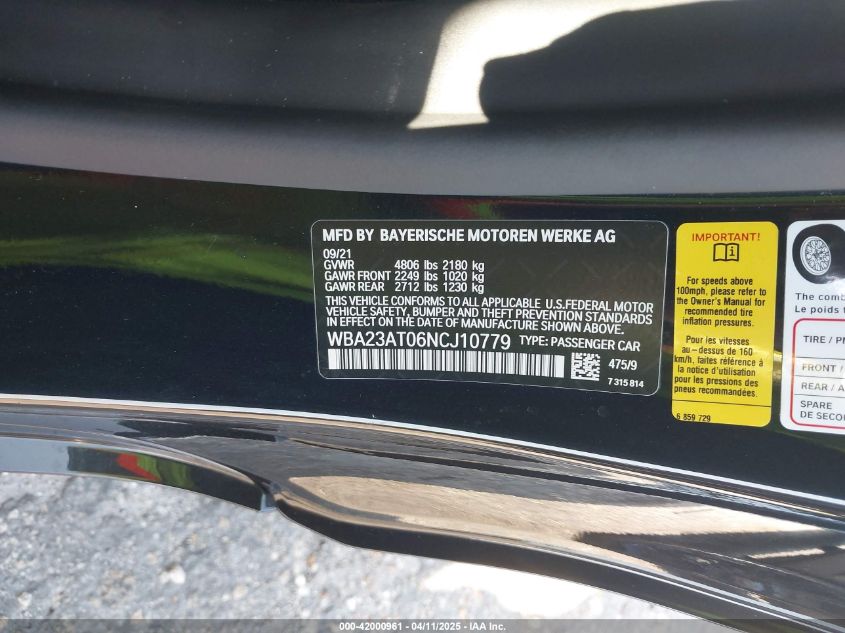 MFD BY BAYERISCHE MOTOREN WERKE AG
09/21
GVWR 4806 lbs 2180 kg
GAWR FRONT 2249 lbs 1020 kg
GAWR REAR 2712 lbs 1230 kg
THIS VEHICLE CONFORMS TO ALL APPLICABLE U.S.FEDERAL MOTOR
VEHICLE SAFETY, BUMPER AND THEFT PREVENTION STANDARDS
IN EFFECT ON THE DATE OF MANUFACTURE SHOWN ABOVE.
WBA23AT06NCJ10779 TYPE: PASSENGER CAR
475/9
7 315 814
IMPORTANT!
For speeds above
100mph, please refer to
the Owner's Manual for
recommended tire
inflation pressures.
Pour les vitesses
au-dessus de 160
km/h, faites référence à
la notice d'utilisation
pour les pressions des
pneus recommandées.
6 859 729
The comb
Le poids t
TIRE / PN
FRONT /
REAR / A
SPARE
DE SECOU
000-42000961 - 04/11/2025 - © IAA Inc.